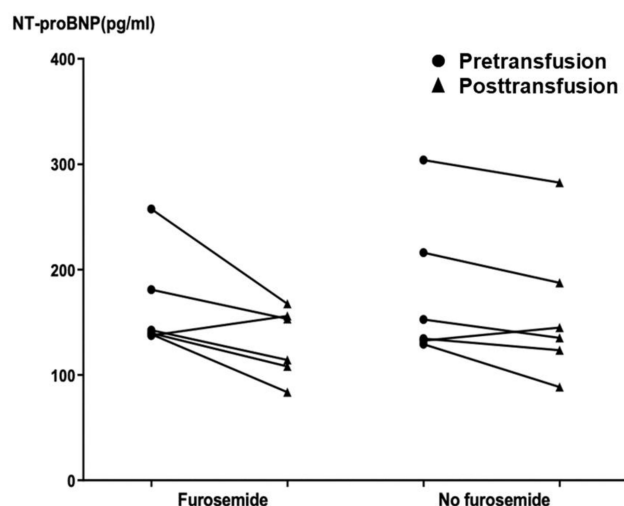 NT-proBNP(pg/ml)
400
● Pretransfusion
▲ Posttransfusion
300
200
100
0
Furosemide No furosemide